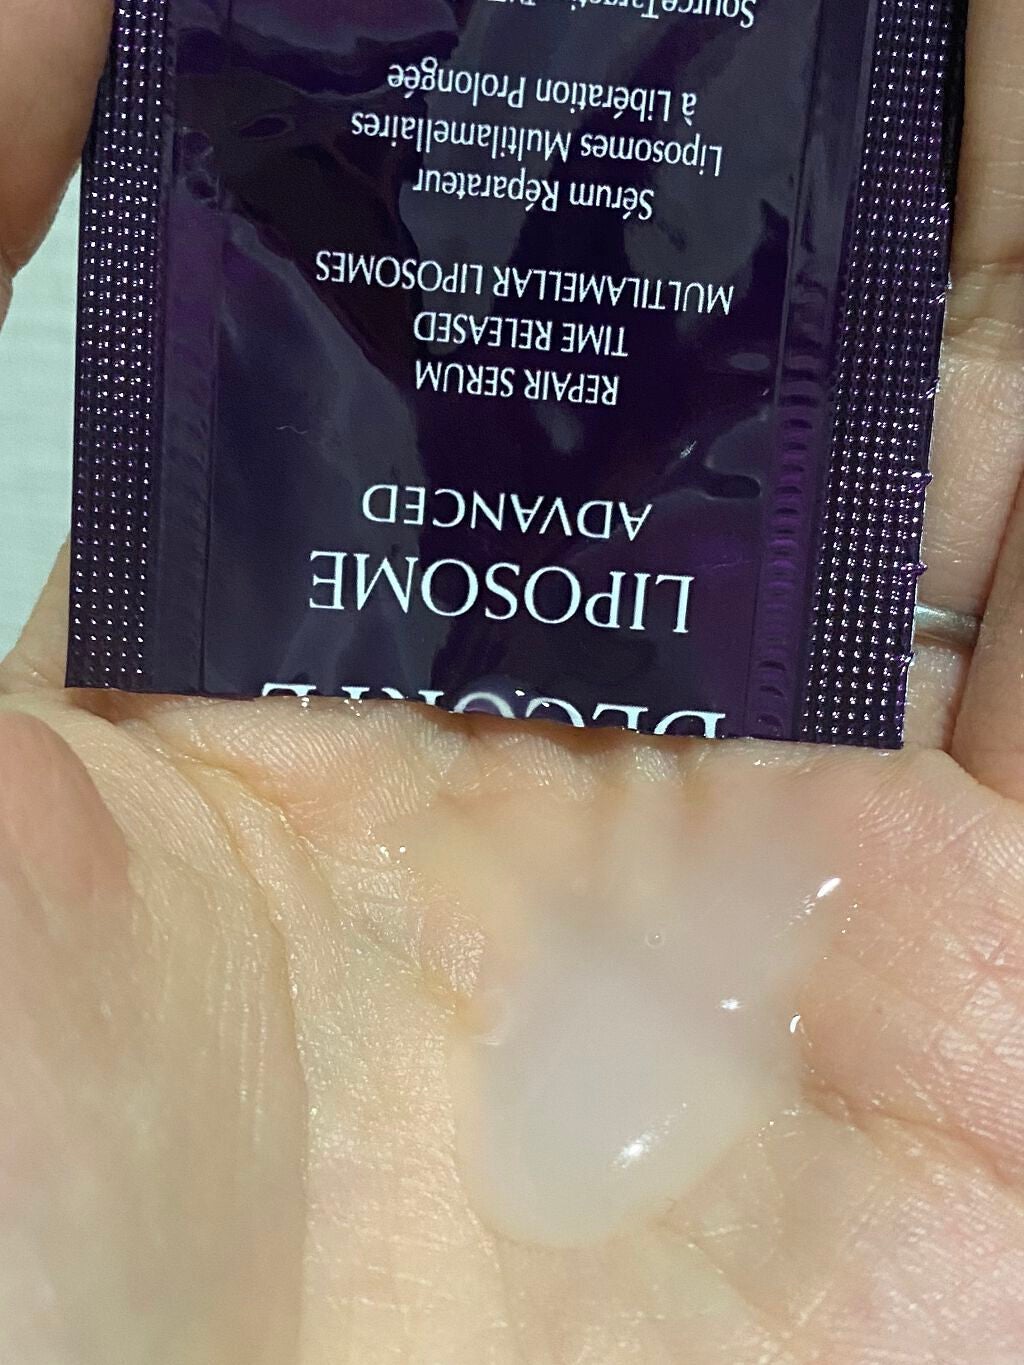 LIPOSOME
ADVANCED
REPAIR SERUM
TIME RELEASED
MULTILAMELLAR LIPOSOMES
Sérum Réparateur
Liposomes Multilamellaires
à Libération Prolongée